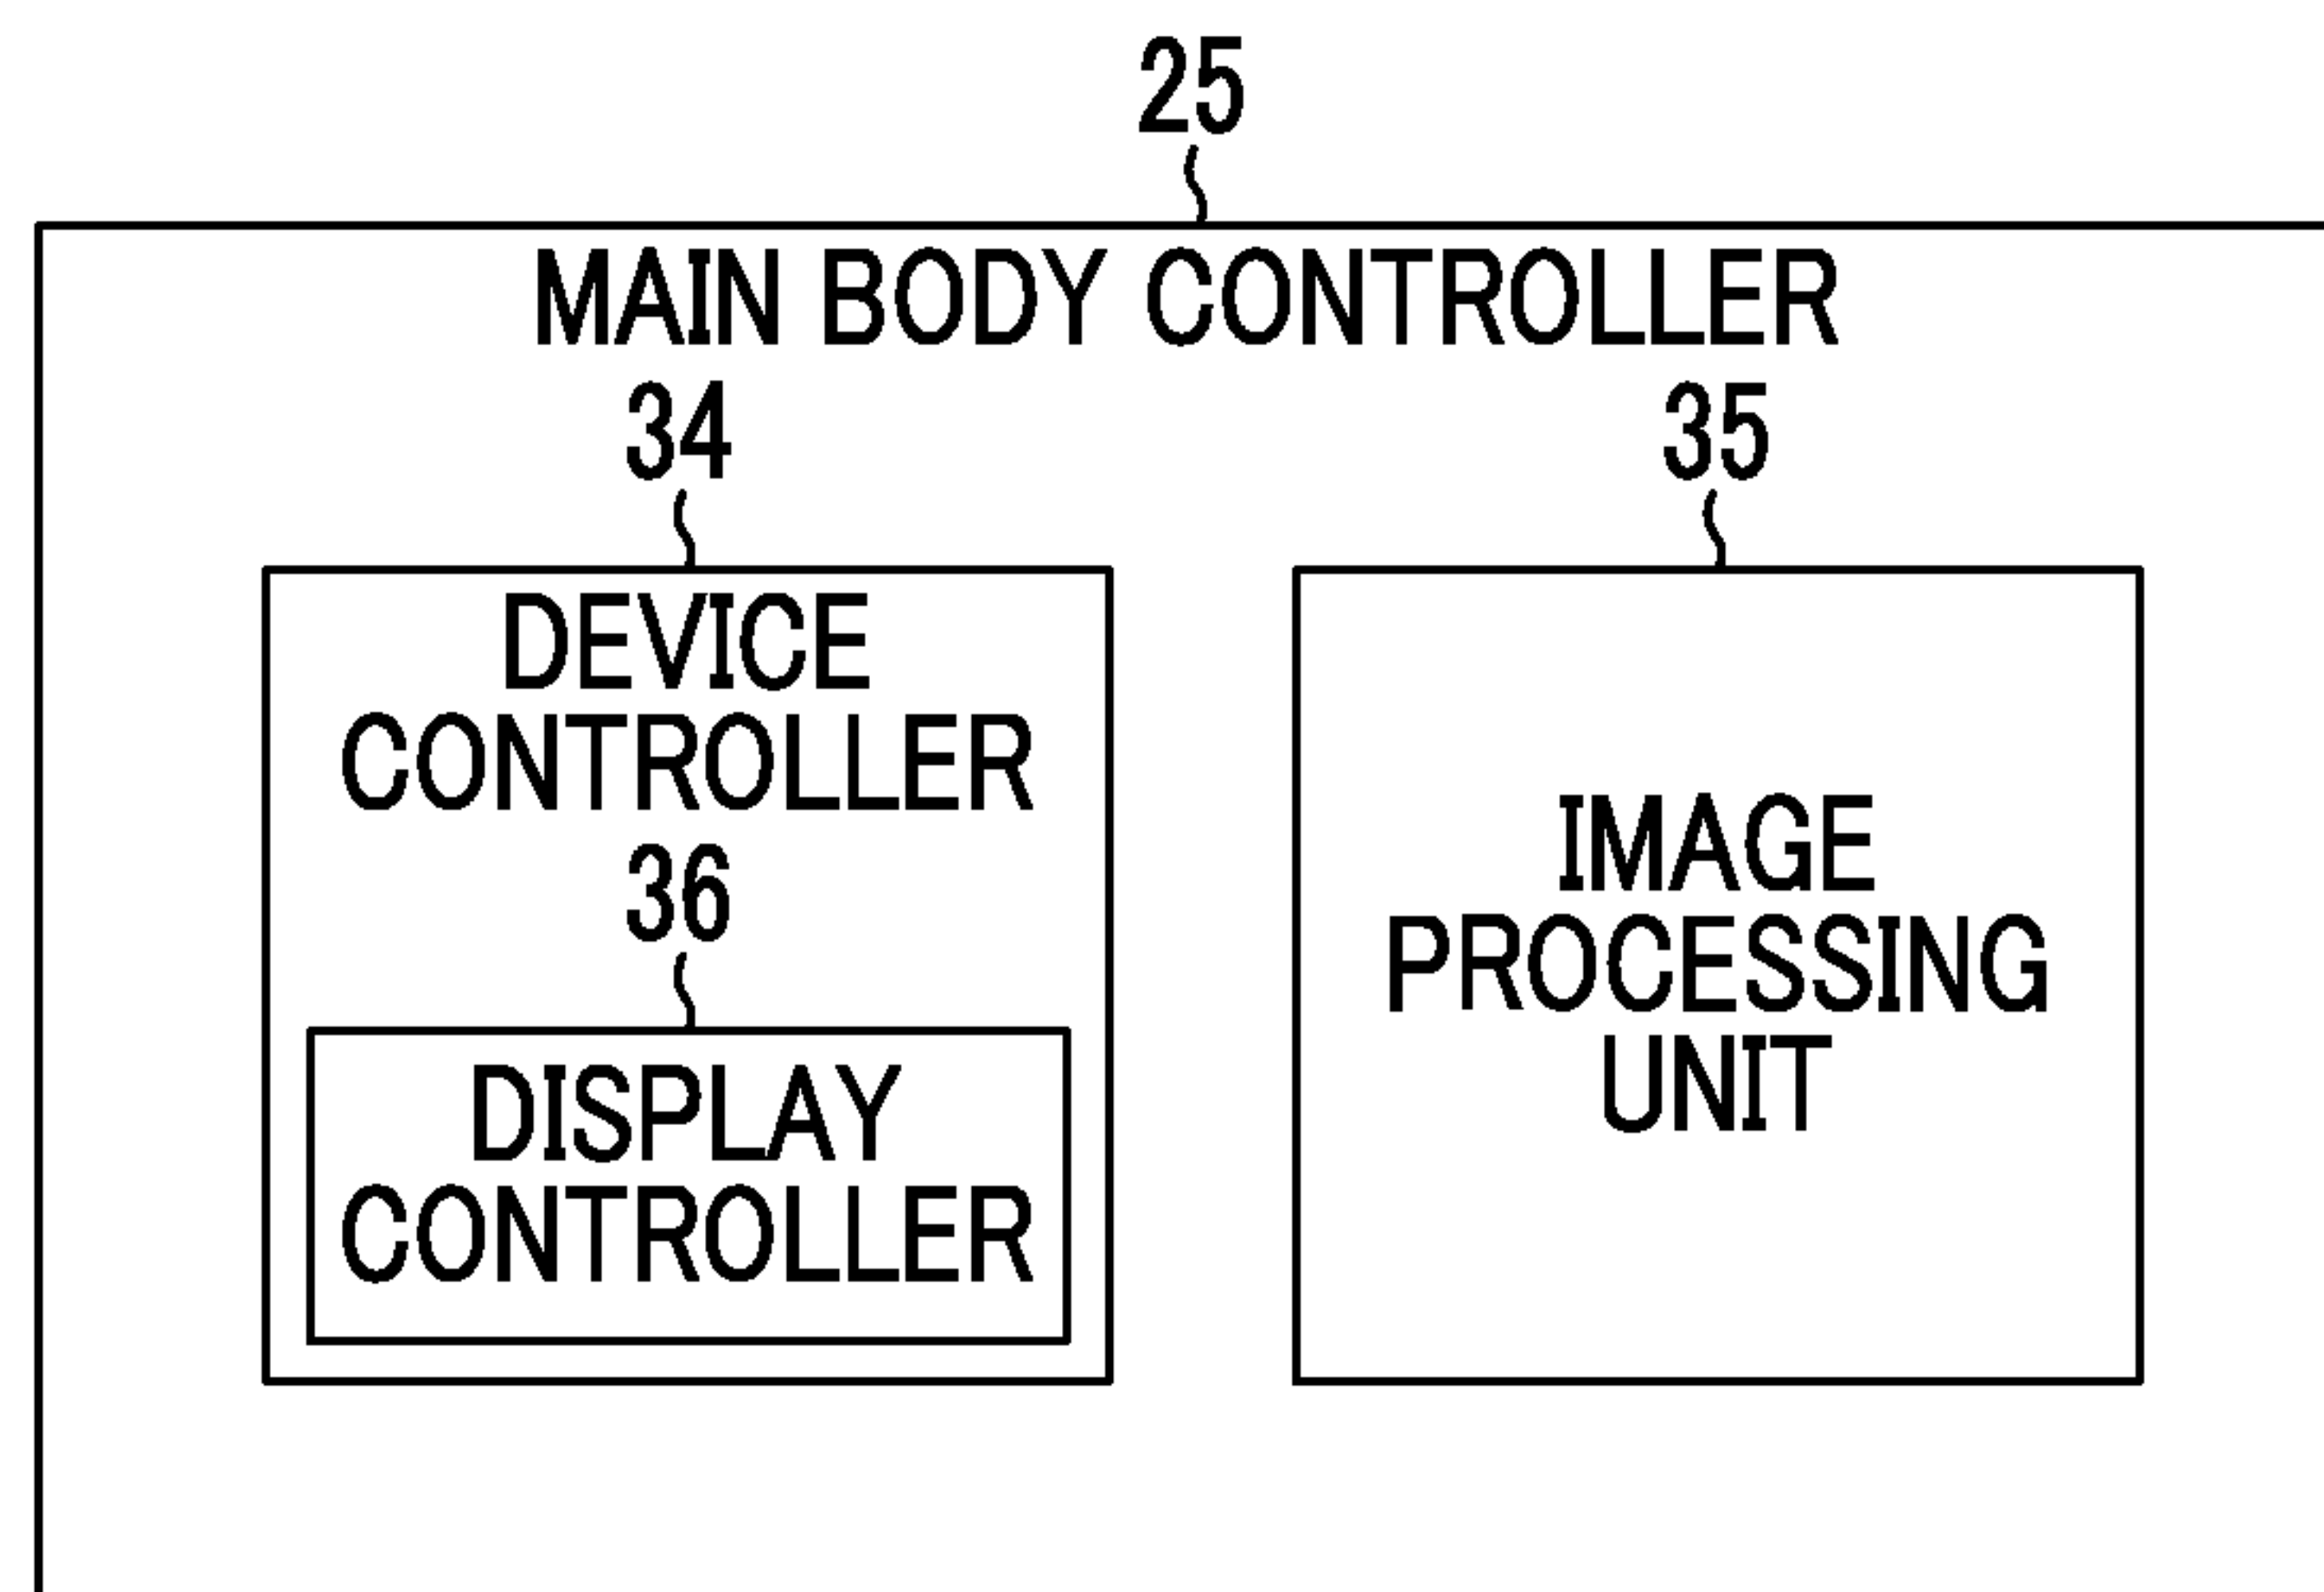 25
MAIN BODY CONTROLLER
34
DEVICE
CONTROLLER
36
DISPLAY
CONTROLLER
35
IMAGE
PROCESSING
UNIT